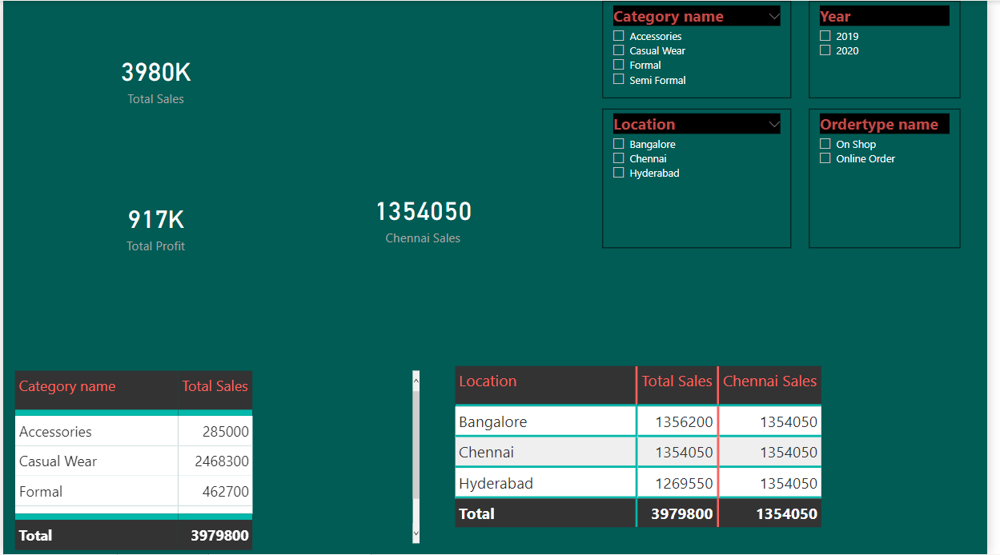 3980K
Total Sales
917K
Total Profit
1354050
Chennai Sales
Category name
Accessories
Casual Wear
Formal
Semi Formal
Year
2019
2020
Location
Bangalore
Chennai
Hyderabad
Ordertype name
On Shop
Online Order
Category name Total Sales
Accessories 285000
Casual Wear 2468300
Formal 462700
Total 3979800
Location Total Sales Chennai Sales
Bangalore 1356200 1354050
Chennai 1354050 1354050
Hyderabad 1269550 1354050
Total 3979800 1354050